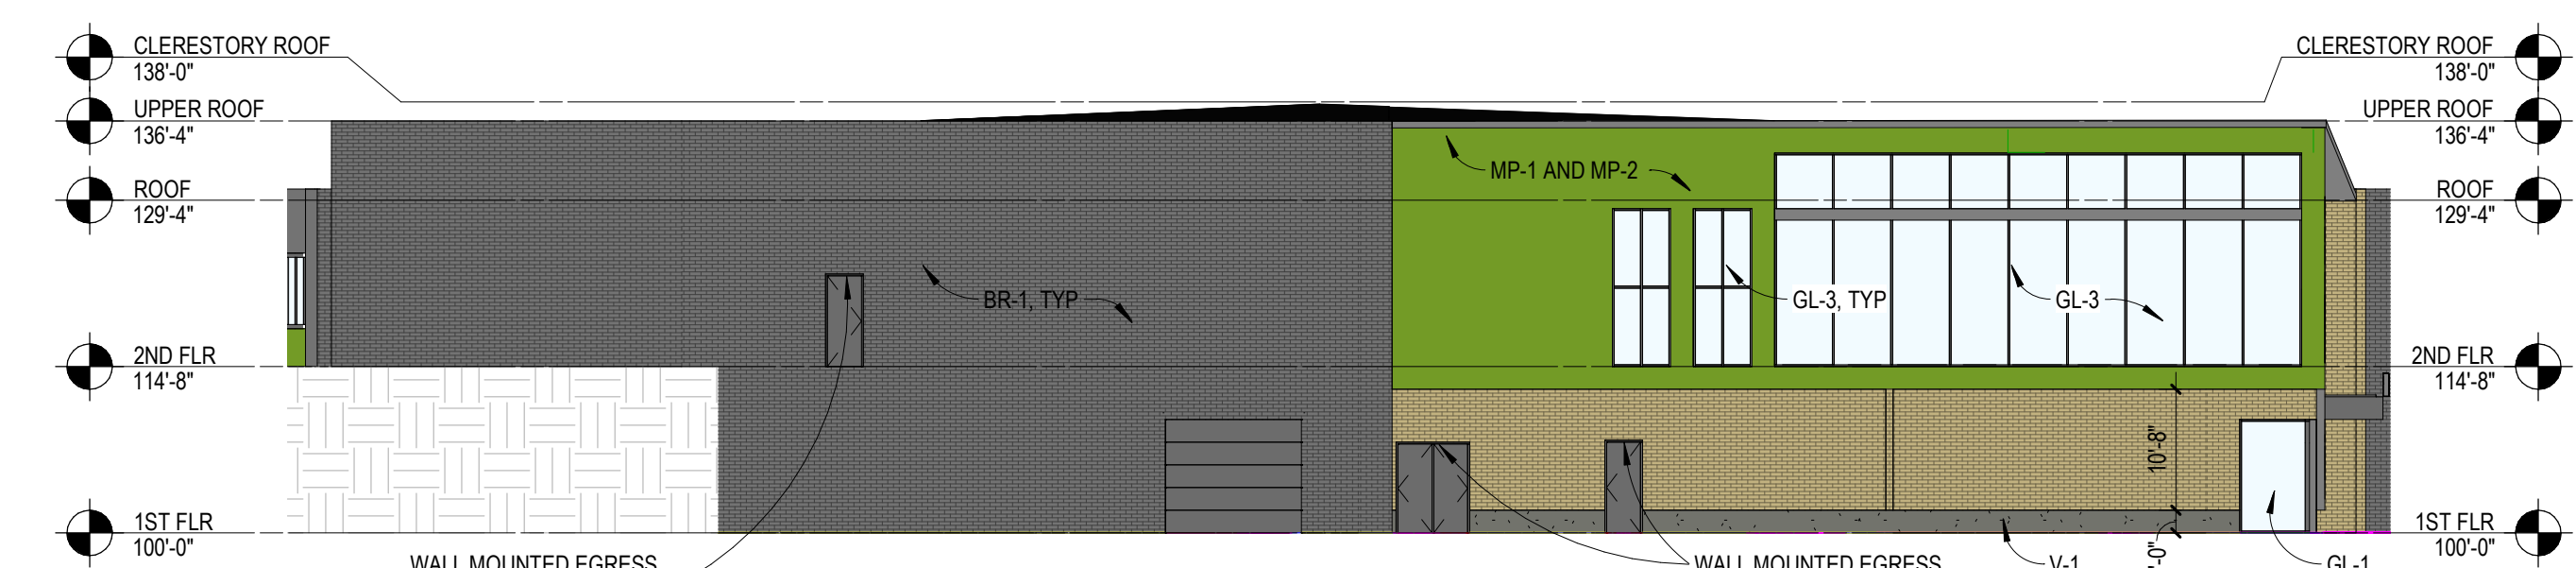 CLERESTORY ROOF
138'-0"
CLERESTORY ROOF
138'-0"
UPPER ROOF
136'-4"
UPPER ROOF
136'-4"
MP-1 AND MP-2
ROOF
129'-4"
ROOF
129'-4"
BR-1, TYP
GL-3, TYP
GL-3
2ND FLR
114'-8"
2ND FLR
114'-8"
10'-8"
1ST FLR
100'-0"
1ST FLR
100'-0"
WALL MOUNTED EGRESS
WALL MOUNTED EGRESS
V-1
'-0"
GL-1